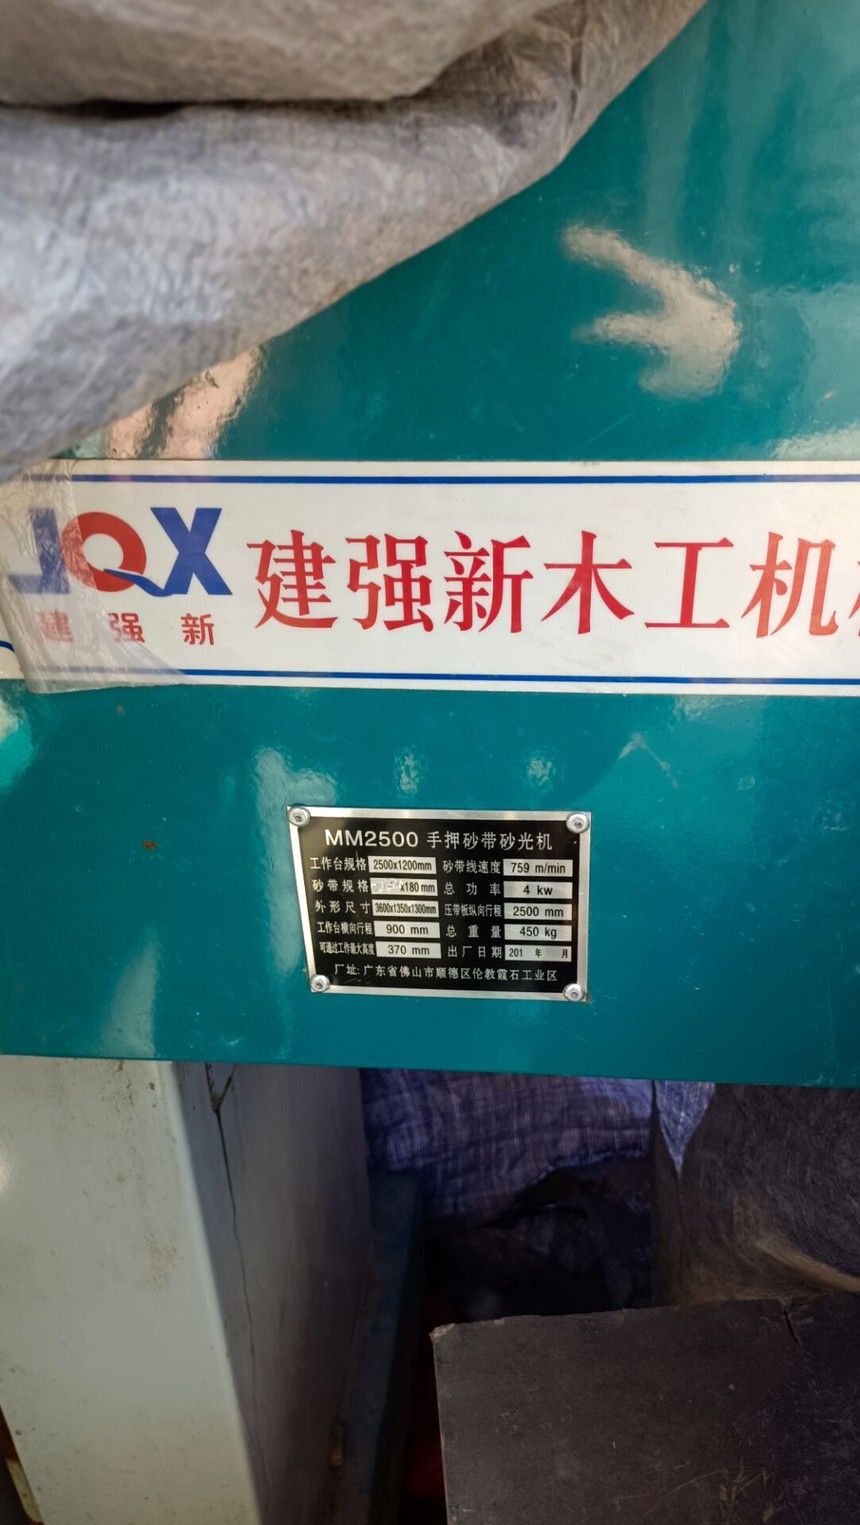 JQX
建强新
建强新木工机
MM2500 手押砂带砂光机
工作台规格 2500x1200mm 砂带线速度 759 m/min
砂带规格 x180 mm 总功率 4 kw
外形尺寸 3600x1350x1300mm 压带板纵向行程 2500 mm
工作台横向行程 900 mm 总重量 450 kg
可通过工件最大高度 370 mm 出厂日期 201 年 月
厂址: 广东省佛山市顺德区伦教霞石工业区